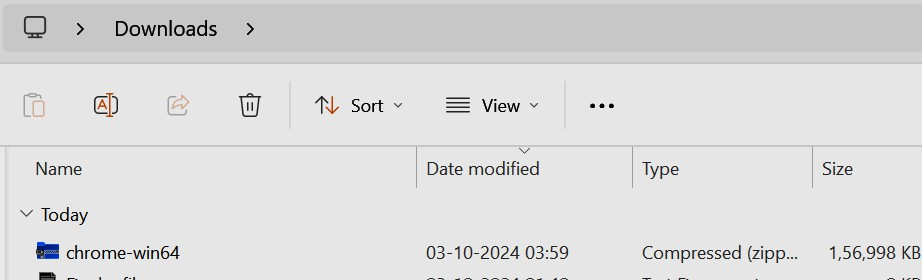 Downloads
Sort
View
Name Date modified Type Size
Today
chrome-win64 03-10-2024 03:59 Compressed (zipp... 1,56,998 KB